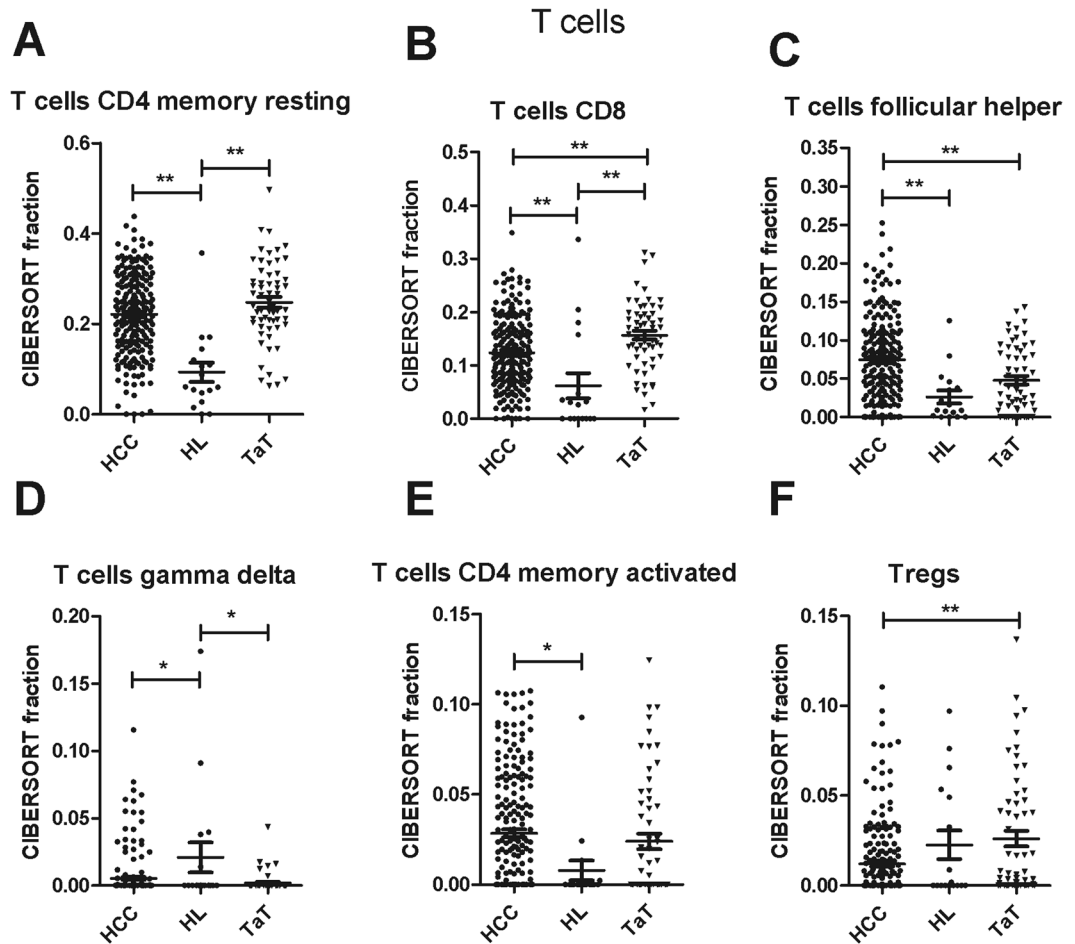 T cells
A
B
C
T cells CD4 memory resting
T cells CD8
T cells follicular helper
CIBERSORT fraction
0.6
0.4
0.2
0.0
**
**
HCC
HL
TaT
CIBERSORT fraction
0.5
0.4
0.3
0.2
0.1
0.0
**
**
**
HCC
HL
TaT
CIBERSORT fraction
0.35
0.30
0.25
0.20
0.15
0.10
0.05
0.00
**
**
HCC
HL
TaT
D
E
F
T cells gamma delta
T cells CD4 memory activated
Tregs
CIBERSORT fraction
0.20
0.15
0.10
0.05
0.00
*
*
HCC
HL
TaT
CIBERSORT fraction
0.15
0.10
0.05
0.00
*
HCC
HL
TaT
CIBERSORT fraction
0.15
0.10
0.05
0.00
**
HCC
HL
TaT